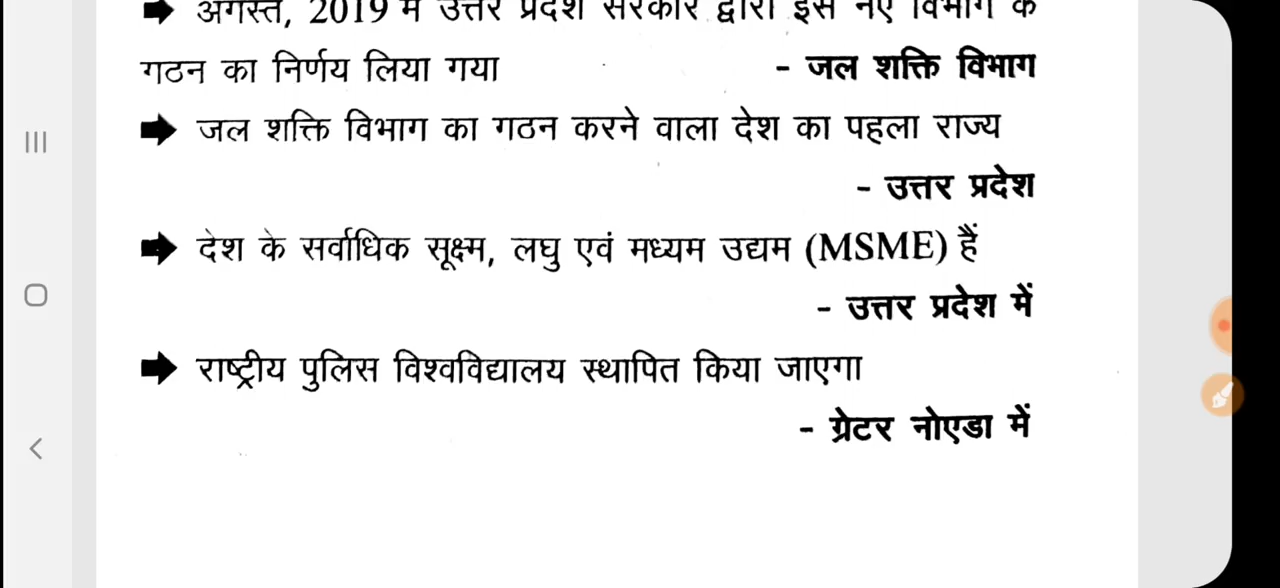 ➡ अगस्त, 2019 में उत्तर प्रदेश सरकार द्वारा इस नए विभाग के
गठन का निर्णय लिया गया - जल शक्ति विभाग
➡ जल शक्ति विभाग का गठन करने वाला देश का पहला राज्य
- उत्तर प्रदेश
➡ देश के सर्वाधिक सूक्ष्म, लघु एवं मध्यम उद्यम (MSME) हैं
- उत्तर प्रदेश में
➡ राष्ट्रीय पुलिस विश्वविद्यालय स्थापित किया जाएगा
- ग्रेटर नोएडा में